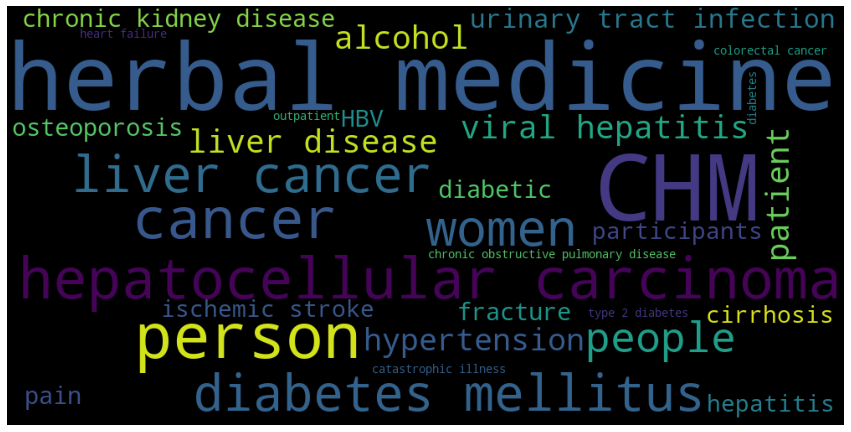 chronic kidney disease
urinary tract infection
heart failure
alcohol
colorectal cancer
herbal medicine
diabetes
outpatient
HBV
osteoporosis
liver disease
viral hepatitis
patient
liver cancer
CHM
diabetic
cancer
women
participants
chronic obstructive pulmonary disease
hepatocellular carcinoma
ischemic stroke
fracture
type 2 diabetes
cirrhosis
person
hypertension
people
catastrophic illness
diabetes mellitus
pain
hepatitis